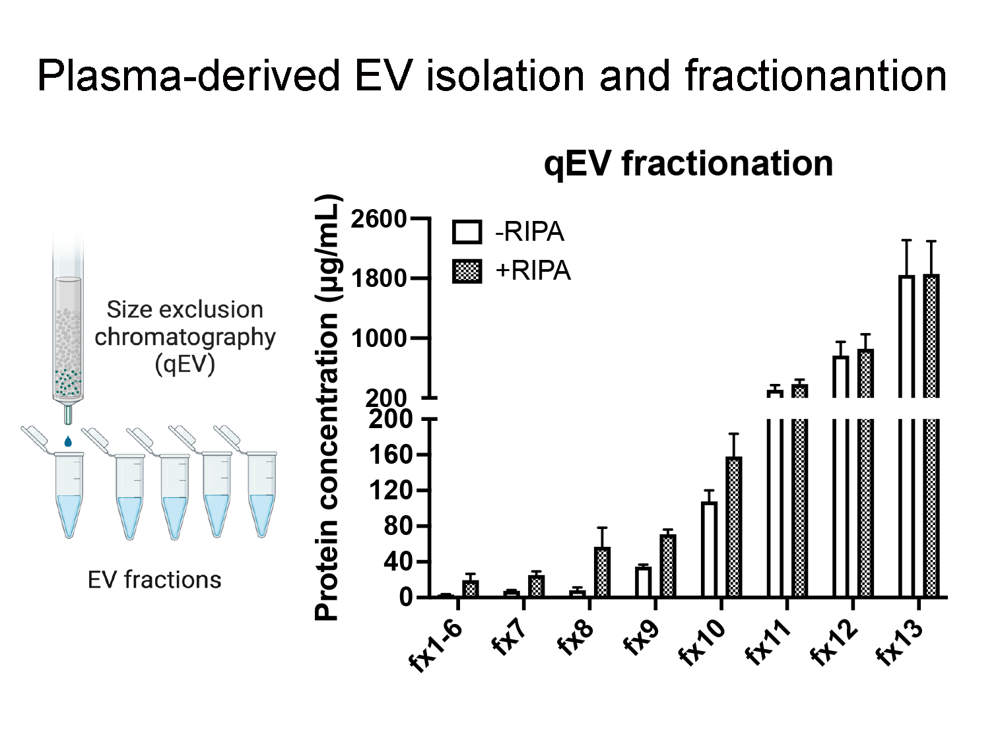 Plasma-derived EV isolation and fractionantion
Size exclusion
chromatography
(qEV)
EV fractions
qEV fractionation
Protein concentration (µg/mL)
2600
1800
1000
200
200
160
120
80
40
0
-RIPA
+RIPA
fx1-6
fx7
fx8
fx9
fx10
fx11
fx12
fx13